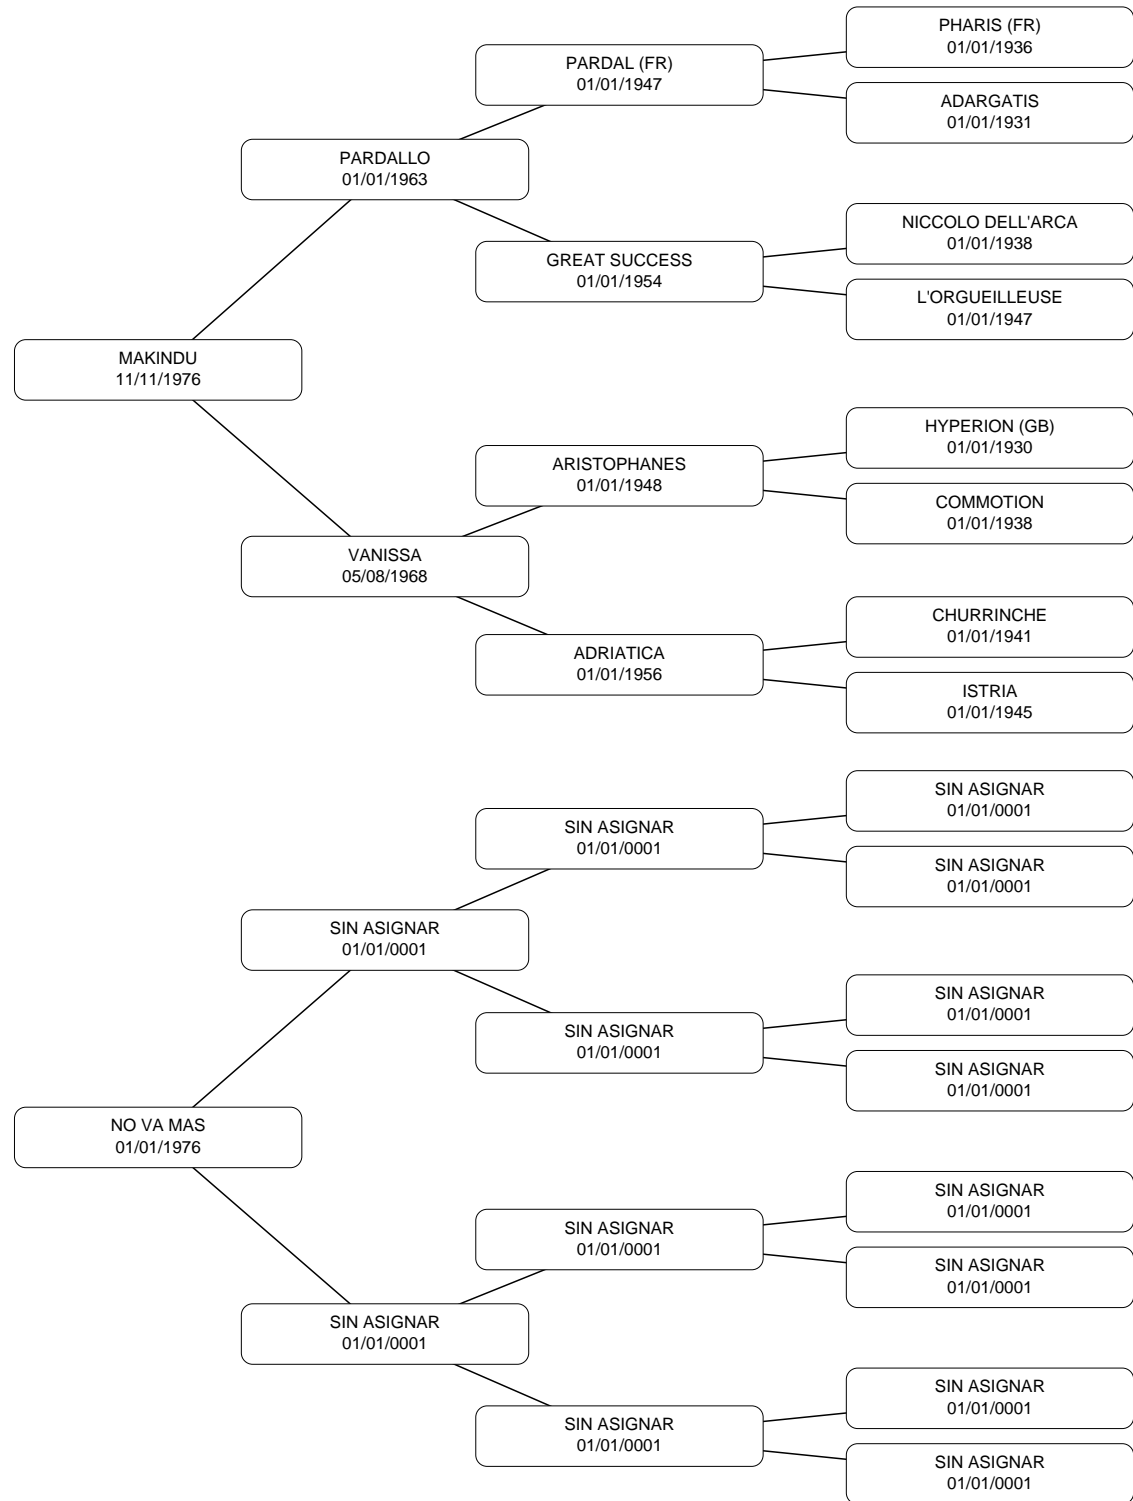 PHARIS (FR)
01/01/1936
PARDAL (FR)
01/01/1947
ADARGATIS
01/01/1931
PARDALLO
01/01/1963
NICCOLO DELL'ARCA
01/01/1938
GREAT SUCCESS
01/01/1954
L'ORGUEILLEUSE
01/01/1947
MAKINDU
11/11/1976
HYPERION (GB)
01/01/1930
ARISTOPHANES
01/01/1948
COMMOTION
01/01/1938
VANISSA
05/08/1968
CHURRINCHE
01/01/1941
ADRIATICA
01/01/1956
ISTRIA
01/01/1945
SIN ASIGNAR
01/01/0001
SIN ASIGNAR
01/01/0001
SIN ASIGNAR
01/01/0001
SIN ASIGNAR
01/01/0001
SIN ASIGNAR
01/01/0001
SIN ASIGNAR
01/01/0001
SIN ASIGNAR
01/01/0001
NO VA MAS
01/01/1976
SIN ASIGNAR
01/01/0001
SIN ASIGNAR
01/01/0001
SIN ASIGNAR
01/01/0001
SIN ASIGNAR
01/01/0001
SIN ASIGNAR
01/01/0001
SIN ASIGNAR
01/01/0001
SIN ASIGNAR
01/01/0001